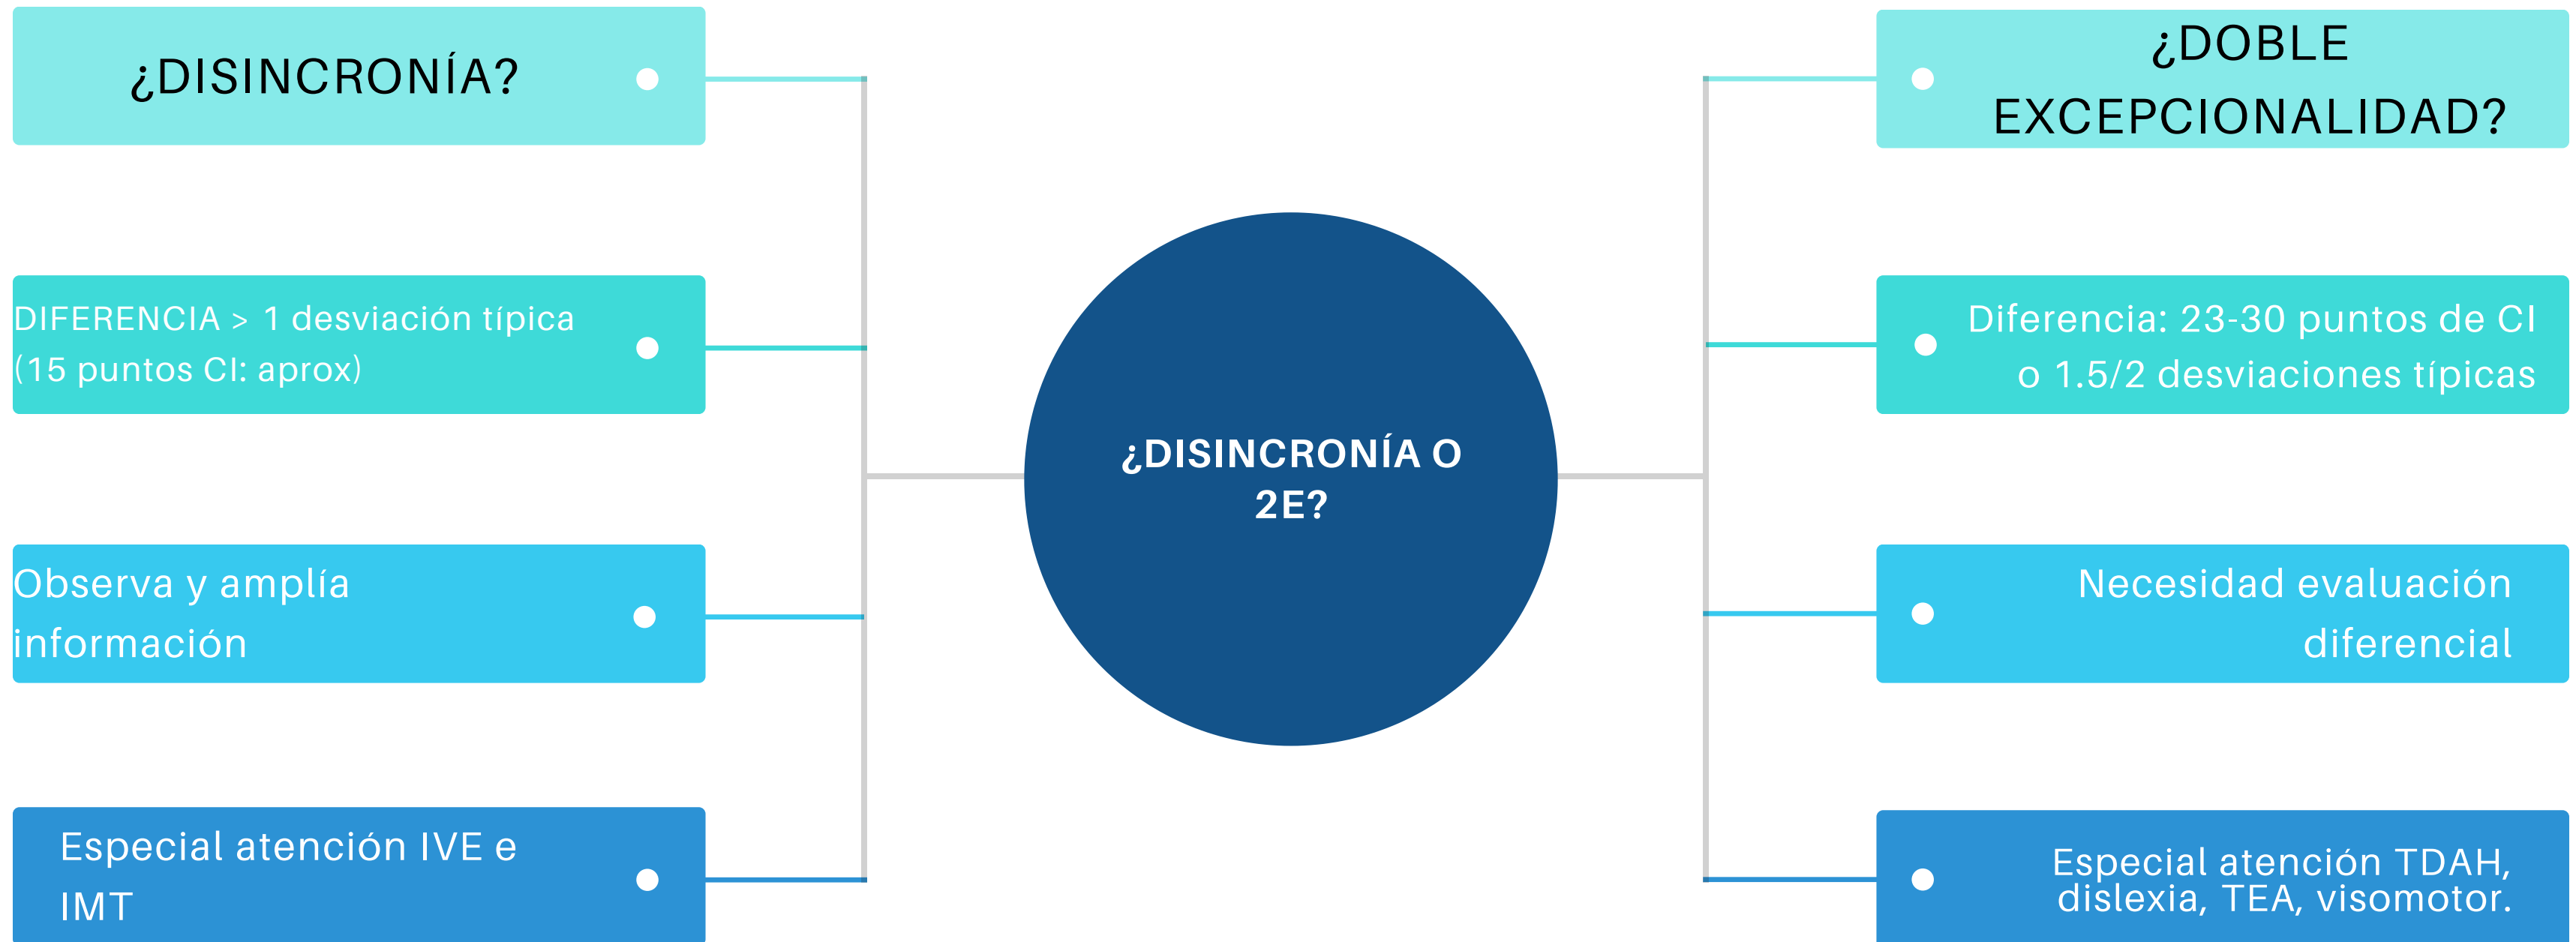 ¿DISINCRONÍA?
DIFERENCIA > 1 desviación típica
(15 puntos CI: aprox)
Observa y amplía
información
Especial atención IVE e
IMT
¿DISINCRONÍA O
2E?
¿DOBLE
EXCEPCIONALIDAD?
Diferencia: 23-30 puntos de CI
o 1.5/2 desviaciones típicas
Necesidad evaluación
diferencial
Especial atención TDAH,
dislexia, TEA, visomotor.